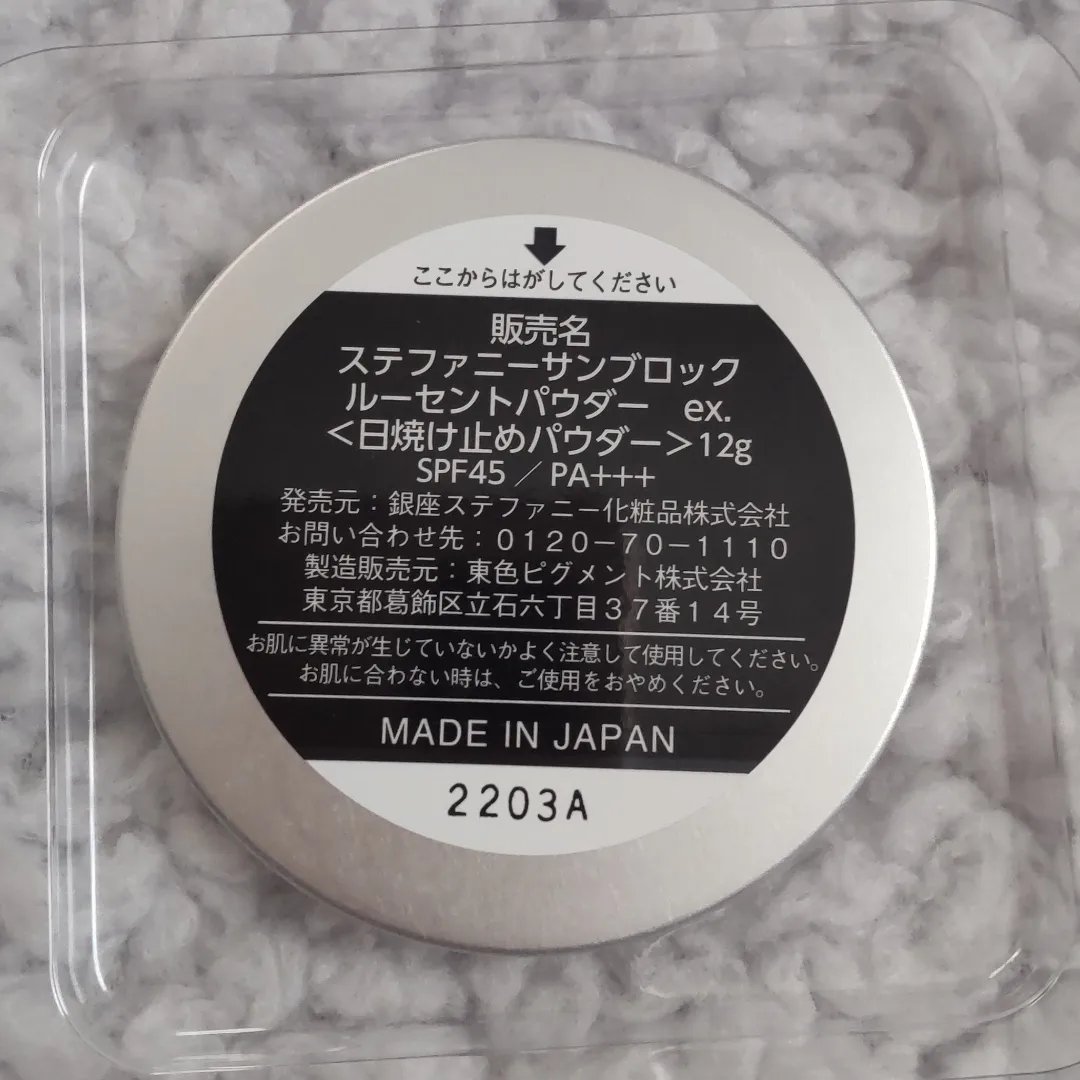 ここからはがしてください
販売名
ステファニーサンブロック
ルーセントパウダー　ex.
＜日焼け止めパウダー＞12g
SPF45 ／ PA+++
発売元：銀座ステファニー化粧品株式会社
お問い合わせ先：０１２０−７０−１１１０
製造販売元：東色ピグメント株式会社
東京都葛飾区立石六丁目３７番１４号
お肌に異常が生じていないかよく注意して使用してください。
お肌に合わない時は、ご使用をおやめください。
MADE IN JAPAN
2203A